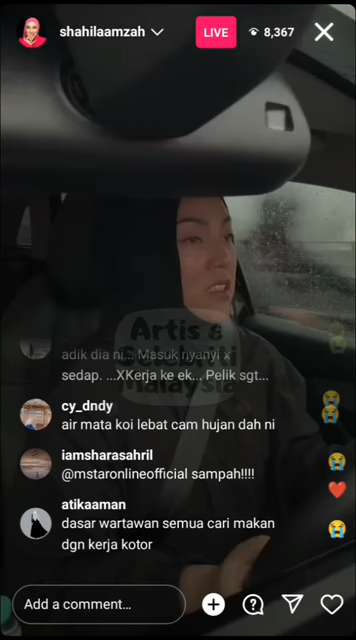 shahilaamzah
LIVE
8,367
Artis &
adik dia ni... Masuk nyanyi x
sedap. ...XKerja ke ek... Pelik sgt...
malaysia
cy_dndy
air mata koi lebat cam hujan dah ni
iamsharasahril
@mstaronlineofficial sampah!!!!
atikaaman
dasar wartawan semua cari makan
dgn kerja kotor
Add a comment...